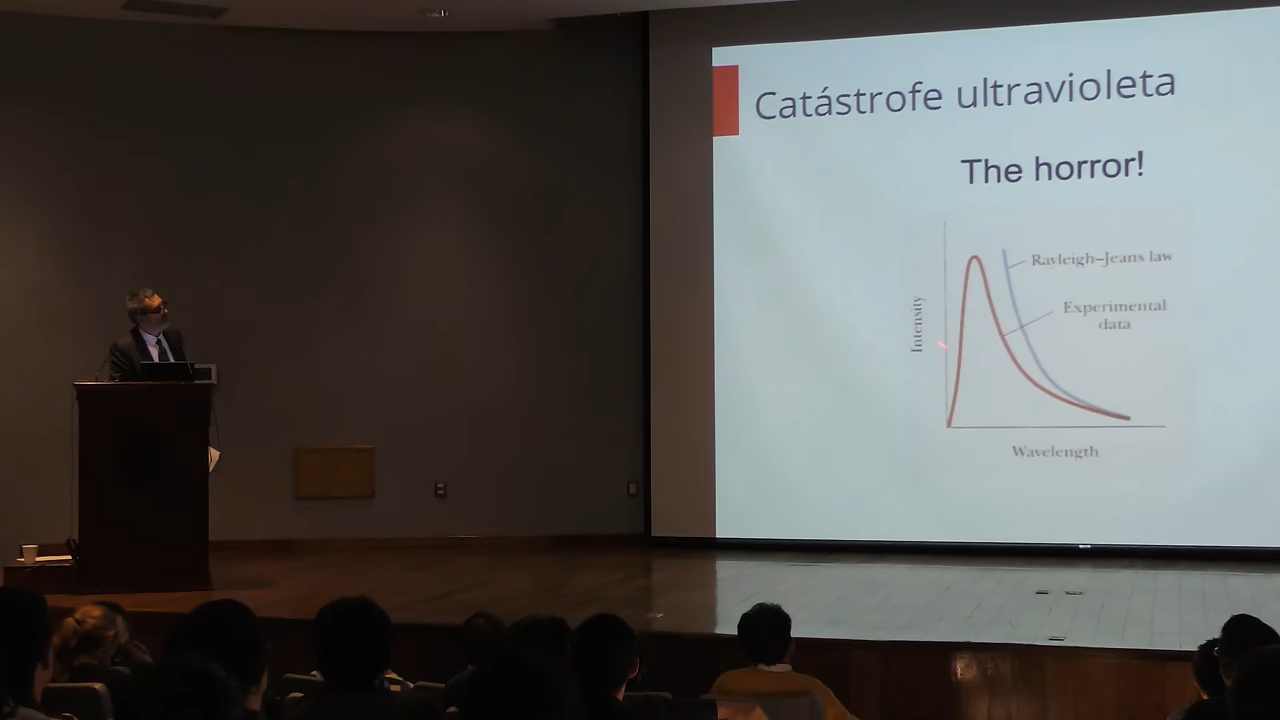 Catástrofe ultravioleta
The horror!
Rayleigh–Jeans law
Experimental
data
Intensity
Wavelength